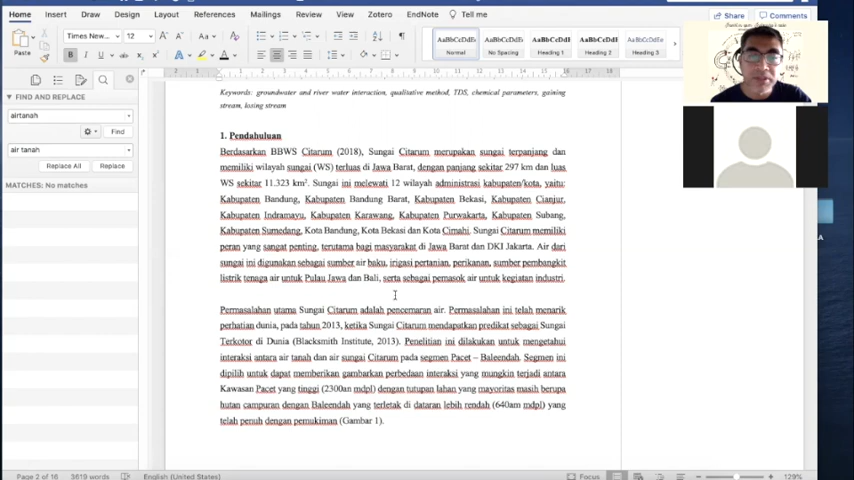 Home Insert Draw Design Layout References Mailings Review View Zotero EndNote Tell me
Share Comments
Paste
Times New... 12
AaBbCcDd AaBbCcDd AaBbCcDd AaBbCcDd AaBbCcDd
Normal No Spacing Heading 1 Heading 2 Heading 3
FIND AND REPLACE
airtanah
Find
air tanah
Replace All Replace
MATCHES: No matches
Keywords: groundwater and river water interaction, qualitative method, TDS, chemical parameters, gaining
stream, losing stream
1. Pendahuluan
Berdasarkan BBWS Citarum (2018), Sungai Citarum merupakan sungai terpanjang dan
memiliki wilayah sungai (WS) terluas di Jawa Barat, dengan panjang sekitar 297 km dan luas
WS sekitar 11.323 km². Sungai ini melewati 12 wilayah administrasi kabupaten/kota, yaitu:
Kabupaten Bandung, Kabupaten Bandung Barat, Kabupaten Bekasi, Kabupaten Cianjur,
Kabupaten Indramayu, Kabupaten Karawang, Kabupaten Purwakarta, Kabupaten Subang,
Kabupaten Sumedang, Kota Bandung, Kota Bekasi dan Kota Cimahi. Sungai Citarum memiliki
peran yang sangat penting, terutama bagi masyarakat di Jawa Barat dan DKI Jakarta. Air dari
sungai ini digunakan sebagai sumber air baku, irigasi pertanian, perikanan, sumber pembangkit
listrik tenaga air untuk Pulau Jawa dan Bali, serta sebagai pemasok air untuk kegiatan industri.
Permasalahan utama Sungai Citarum adalah pencemaran air. Permasalahan ini telah menarik
perhatian dunia, pada tahun 2013, ketika Sungai Citarum mendapatkan predikat sebagai Sungai
Terkotor di Dunia (Blacksmith Institute, 2013). Penelitian ini dilakukan untuk mengetahui
interaksi antara air tanah dan air sungai Citarum pada segmen Pacet – Baleendah. Segmen ini
dipilih untuk dapat memberikan gambarkan perbedaan interaksi yang mungkin terjadi antara
Kawasan Pacet yang tinggi (2300an mdpl) dengan tutupan lahan yang mayoritas masih berupa
hutan campuran dengan Baleendah yang terletak di dataran lebih rendah (640am mdpl) yang
telah penuh dengan pemukiman (Gambar 1).
Page 2 of 16 3619 words English (United States) Focus 129%